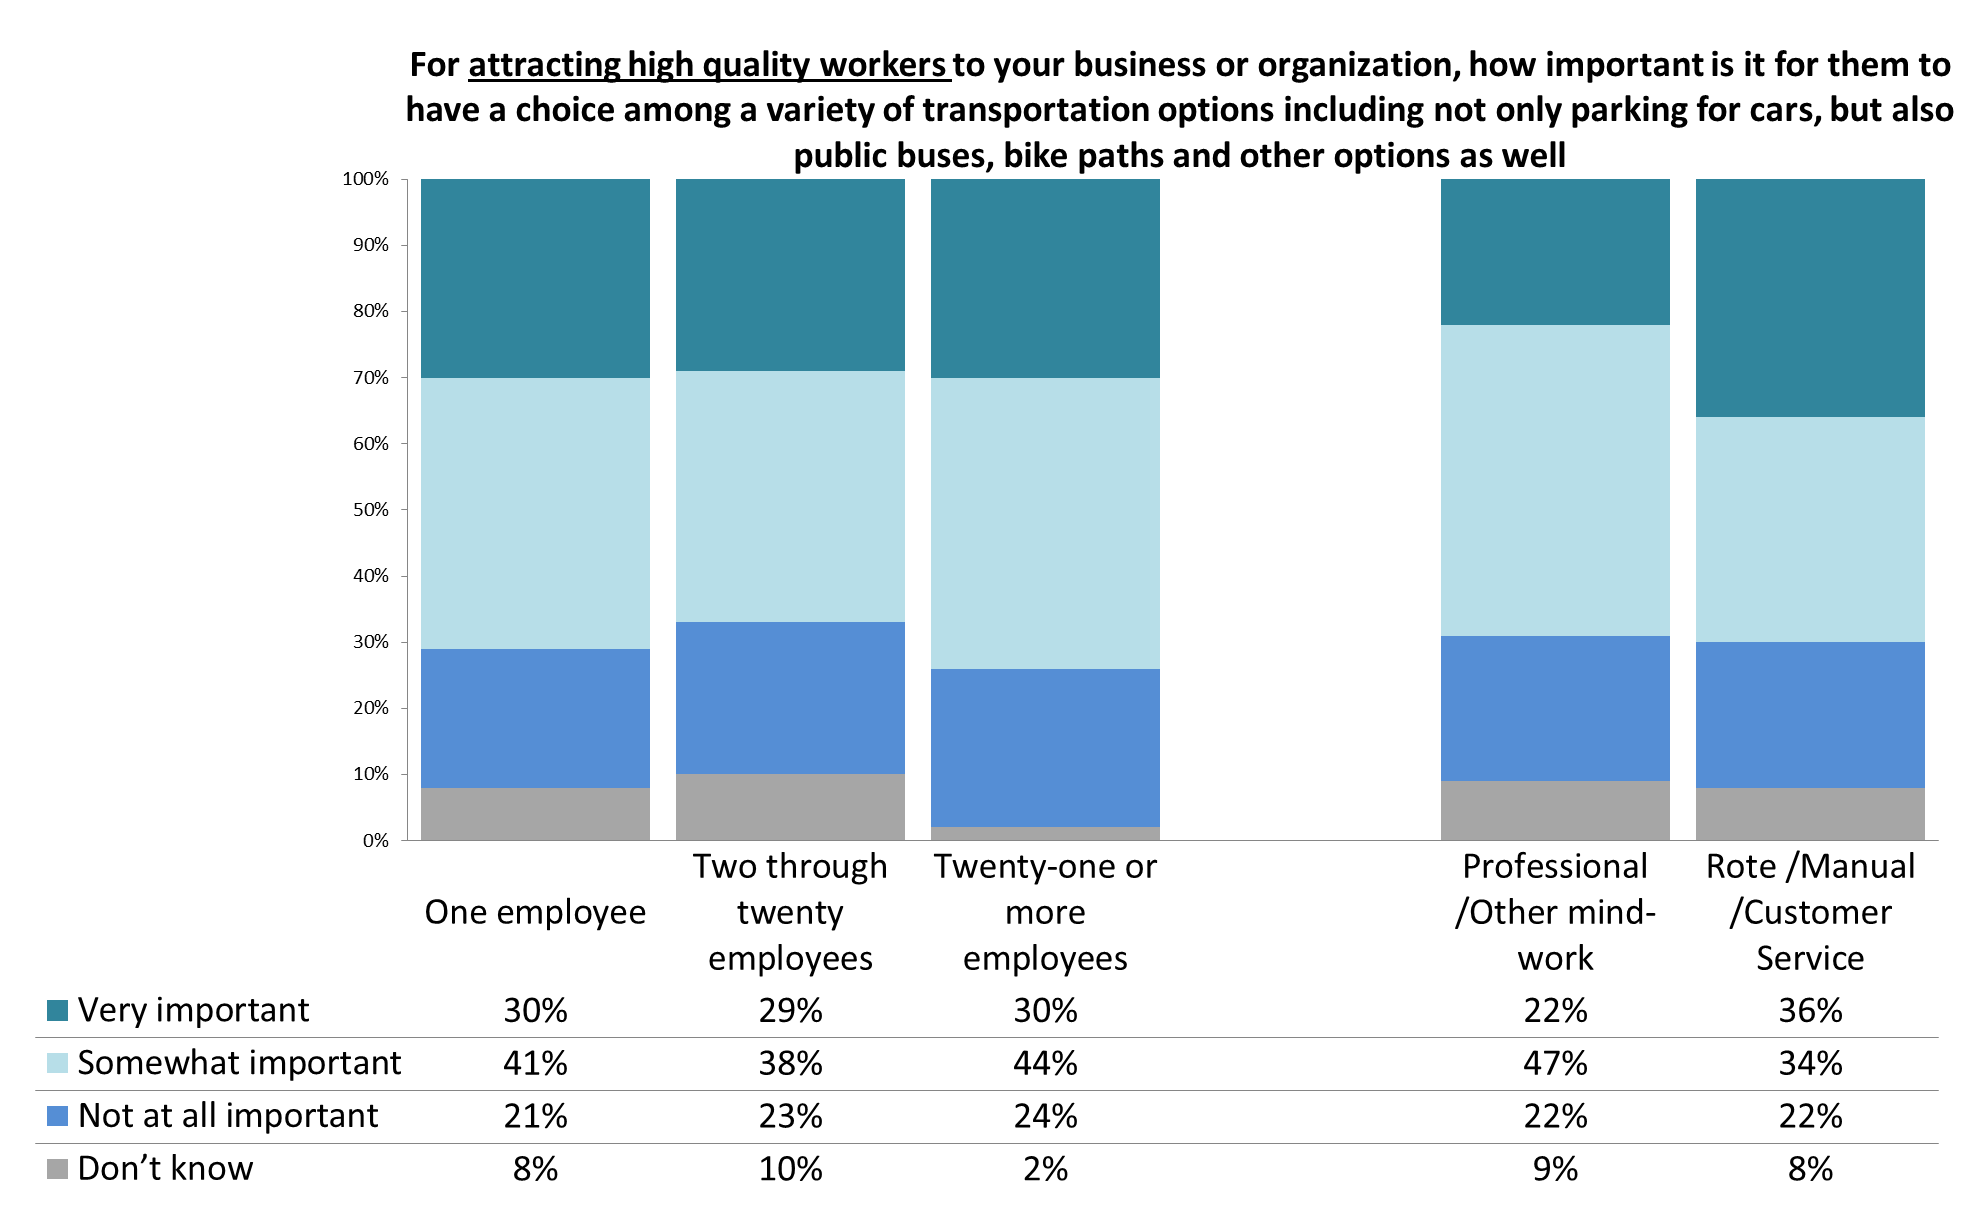 For attracting high quality workers to your business or organization, how important is it for them to
have a choice among a variety of transportation options including not only parking for cars, but also
public buses, bike paths and other options as well
100%
90%
80%
70%
60%
50%
40%
30%
20%
10%
0%
One employee
Two through
twenty
employees
Twenty-one or
more
employees
Professional
/Other mind-
work
Rote /Manual
/Customer
Service
Very important 30% 29% 30% 22% 36%
Somewhat important 41% 38% 44% 47% 34%
Not at all important 21% 23% 24% 22% 22%
Don’t know 8% 10% 2% 9% 8%